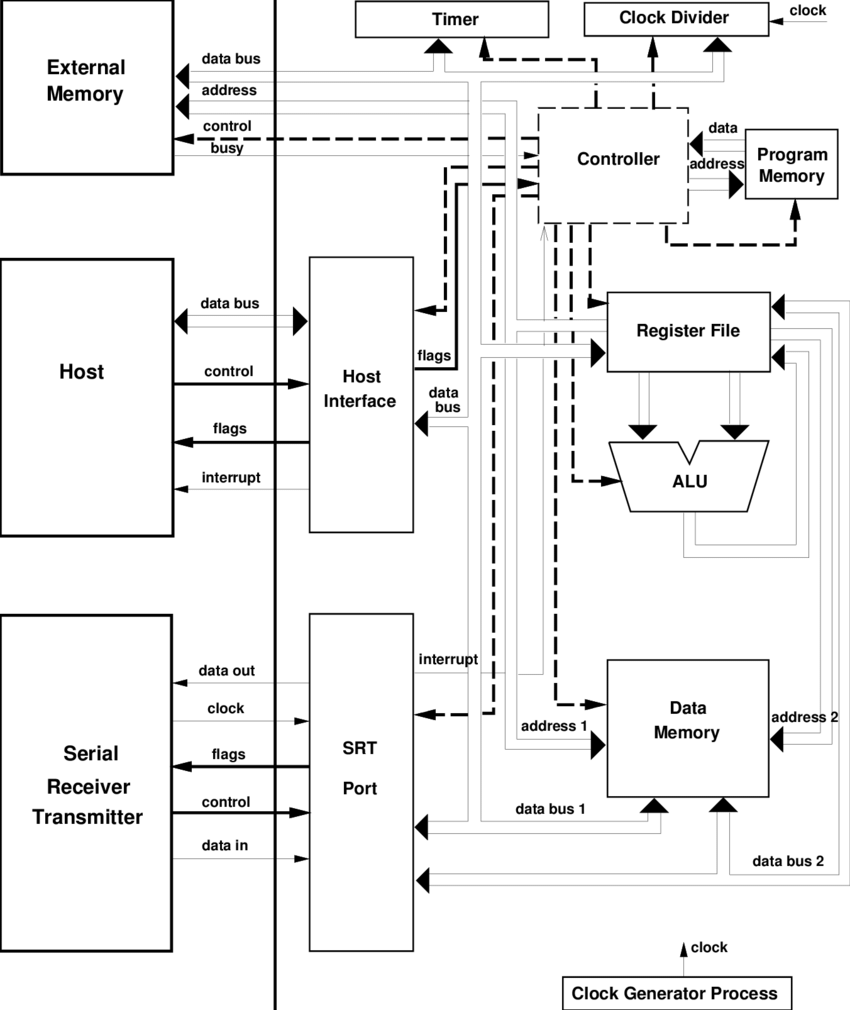 Timer
Clock Divider
clock
External
Memory
data bus
address
control
busy
Controller
data
address
Program
Memory
Host
data bus
control
flags
interrupt
Host
Interface
flags
data
bus
Register File
ALU
Serial
Receiver
Transmitter
data out
clock
flags
control
data in
SRT
Port
interrupt
address 1
Data
Memory
address 2
data bus 1
data bus 2
clock
Clock Generator Process